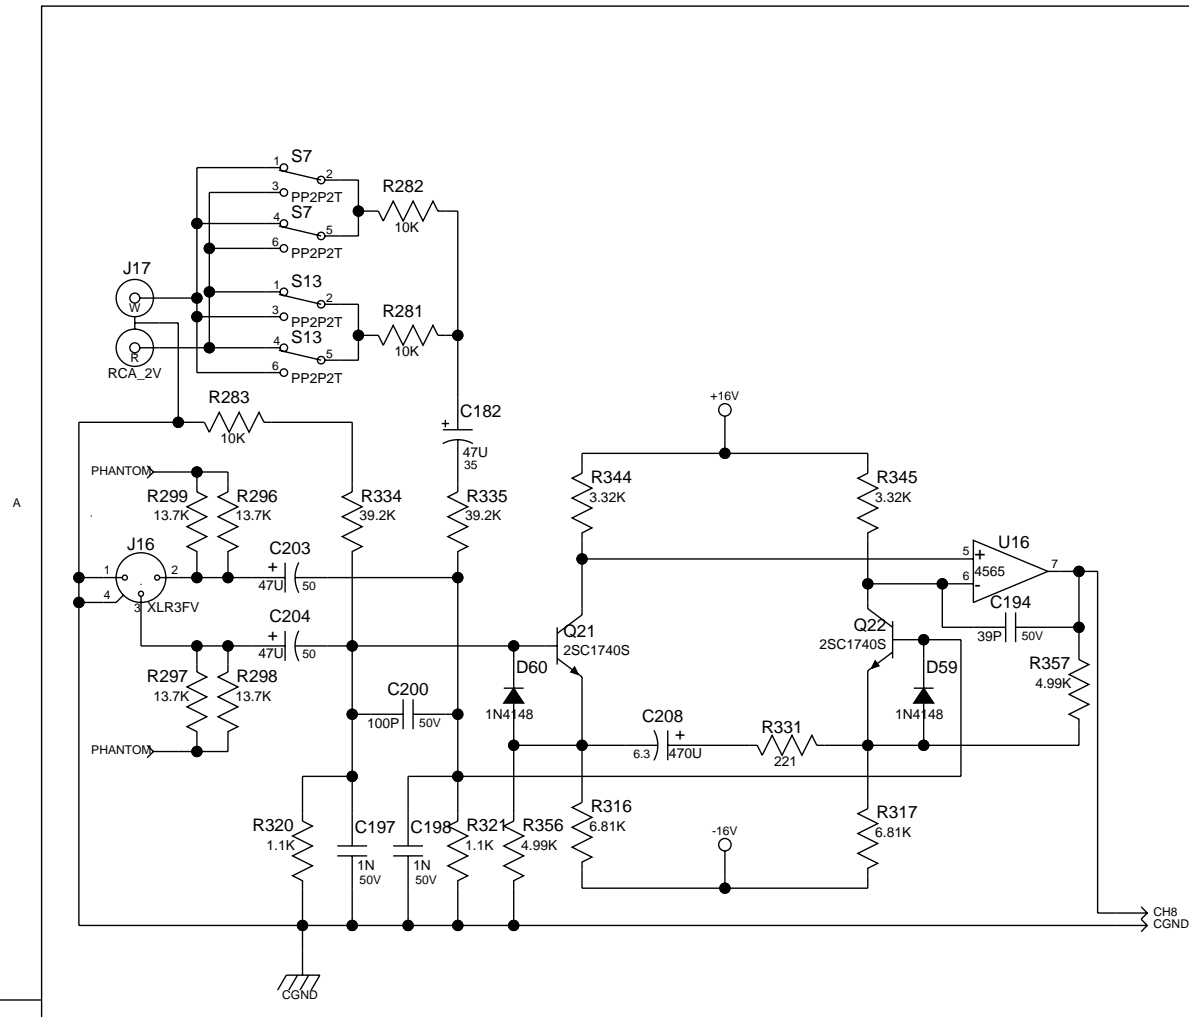 S7
1
2
3
PP2P2T
S7
4
5
6
PP2P2T
R282
10K
J17
W
R
RCA_2V
S13
1
2
3
PP2P2T
S13
4
5
6
PP2P2T
R281
10K
R283
10K
C182
+
47U
35
+16V
A
PHANTOM
R299
13.7K
R296
13.7K
R334
39.2K
R335
39.2K
R344
3.32K
R345
3.32K
J16
1
2
4
3
XLR3FV
C203
+
47U
50
C204
+
47U
50
U16
5
+
4565
6
-
7
C194
39P
50V
Q21
2SC1740S
Q22
2SC1740S
D60
1N4148
D59
1N4148
R357
4.99K
R297
13.7K
R298
13.7K
PHANTOM
C200
100P
50V
C208
+
6.3
470U
R331
221
R320
1.1K
C197
1N
50V
C198
1N
50V
R321
1.1K
R356
4.99K
R316
6.81K
-16V
R317
6.81K
CH8
CGND
CGND